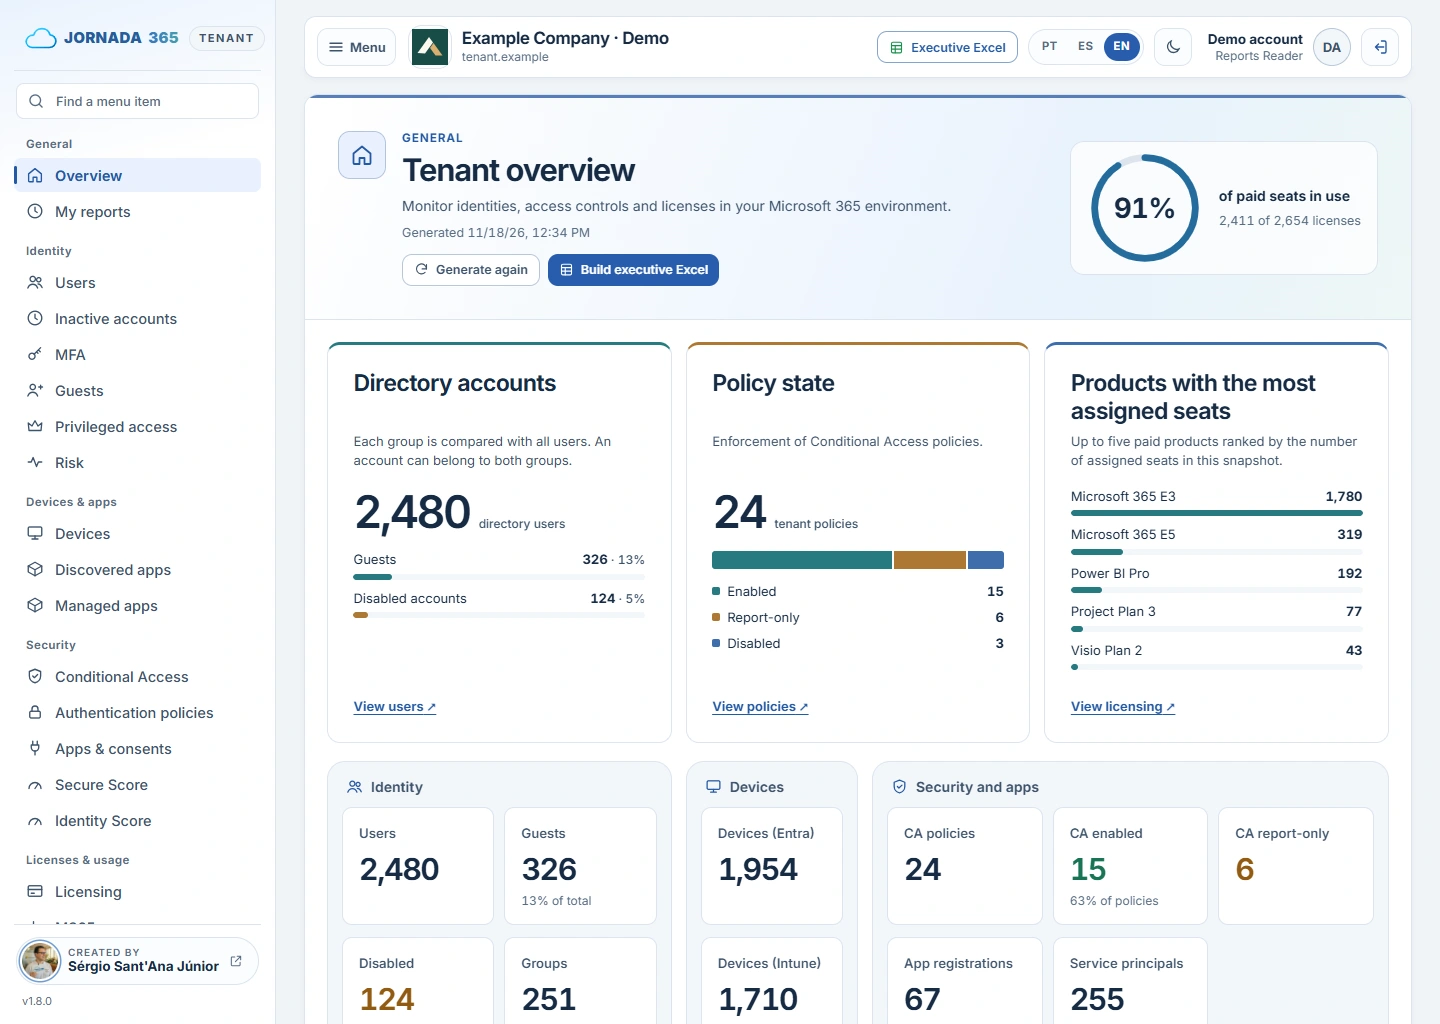 JORNADA 365 TENANT
Find a menu item
General
Overview
My reports
Identity
Users
Inactive accounts
MFA
Guests
Privileged access
Risk
Devices & apps
Devices
Discovered apps
Managed apps
Security
Conditional Access
Authentication policies
Apps & consents
Secure Score
Identity Score
Licenses & usage
Licensing
CREATED BY
Sérgio Sant'Ana Júnior
v1.8.0
Menu
Example Company · Demo
tenant.example
Executive Excel
PT ES EN
Demo account
Reports Reader
DA
GENERAL
Tenant overview
Monitor identities, access controls and licenses in your Microsoft 365 environment.
Generated 11/18/26, 12:34 PM
Generate again
Build executive Excel
91%
of paid seats in use
2,411 of 2,654 licenses
Directory accounts
Each group is compared with all users. An
account can belong to both groups.
2,480 directory users
Guests 326 · 13%
Disabled accounts 124 · 5%
View users ↗
Policy state
Enforcement of Conditional Access policies.
24 tenant policies
Enabled 15
Report-only 6
Disabled 3
View policies ↗
Products with the most
assigned seats
Up to five paid products ranked by the number
of assigned seats in this snapshot.
Microsoft 365 E3 1,780
Microsoft 365 E5 319
Power BI Pro 192
Project Plan 3 77
Visio Plan 2 43
View licensing ↗
Identity
Users
2,480
Guests
326
13% of total
Disabled
124
Groups
251
Devices
Devices (Entra)
1,954
Devices (Intune)
1,710
Security and apps
CA policies
24
CA enabled
15
63% of policies
CA report-only
6
App registrations
67
Service principals
255